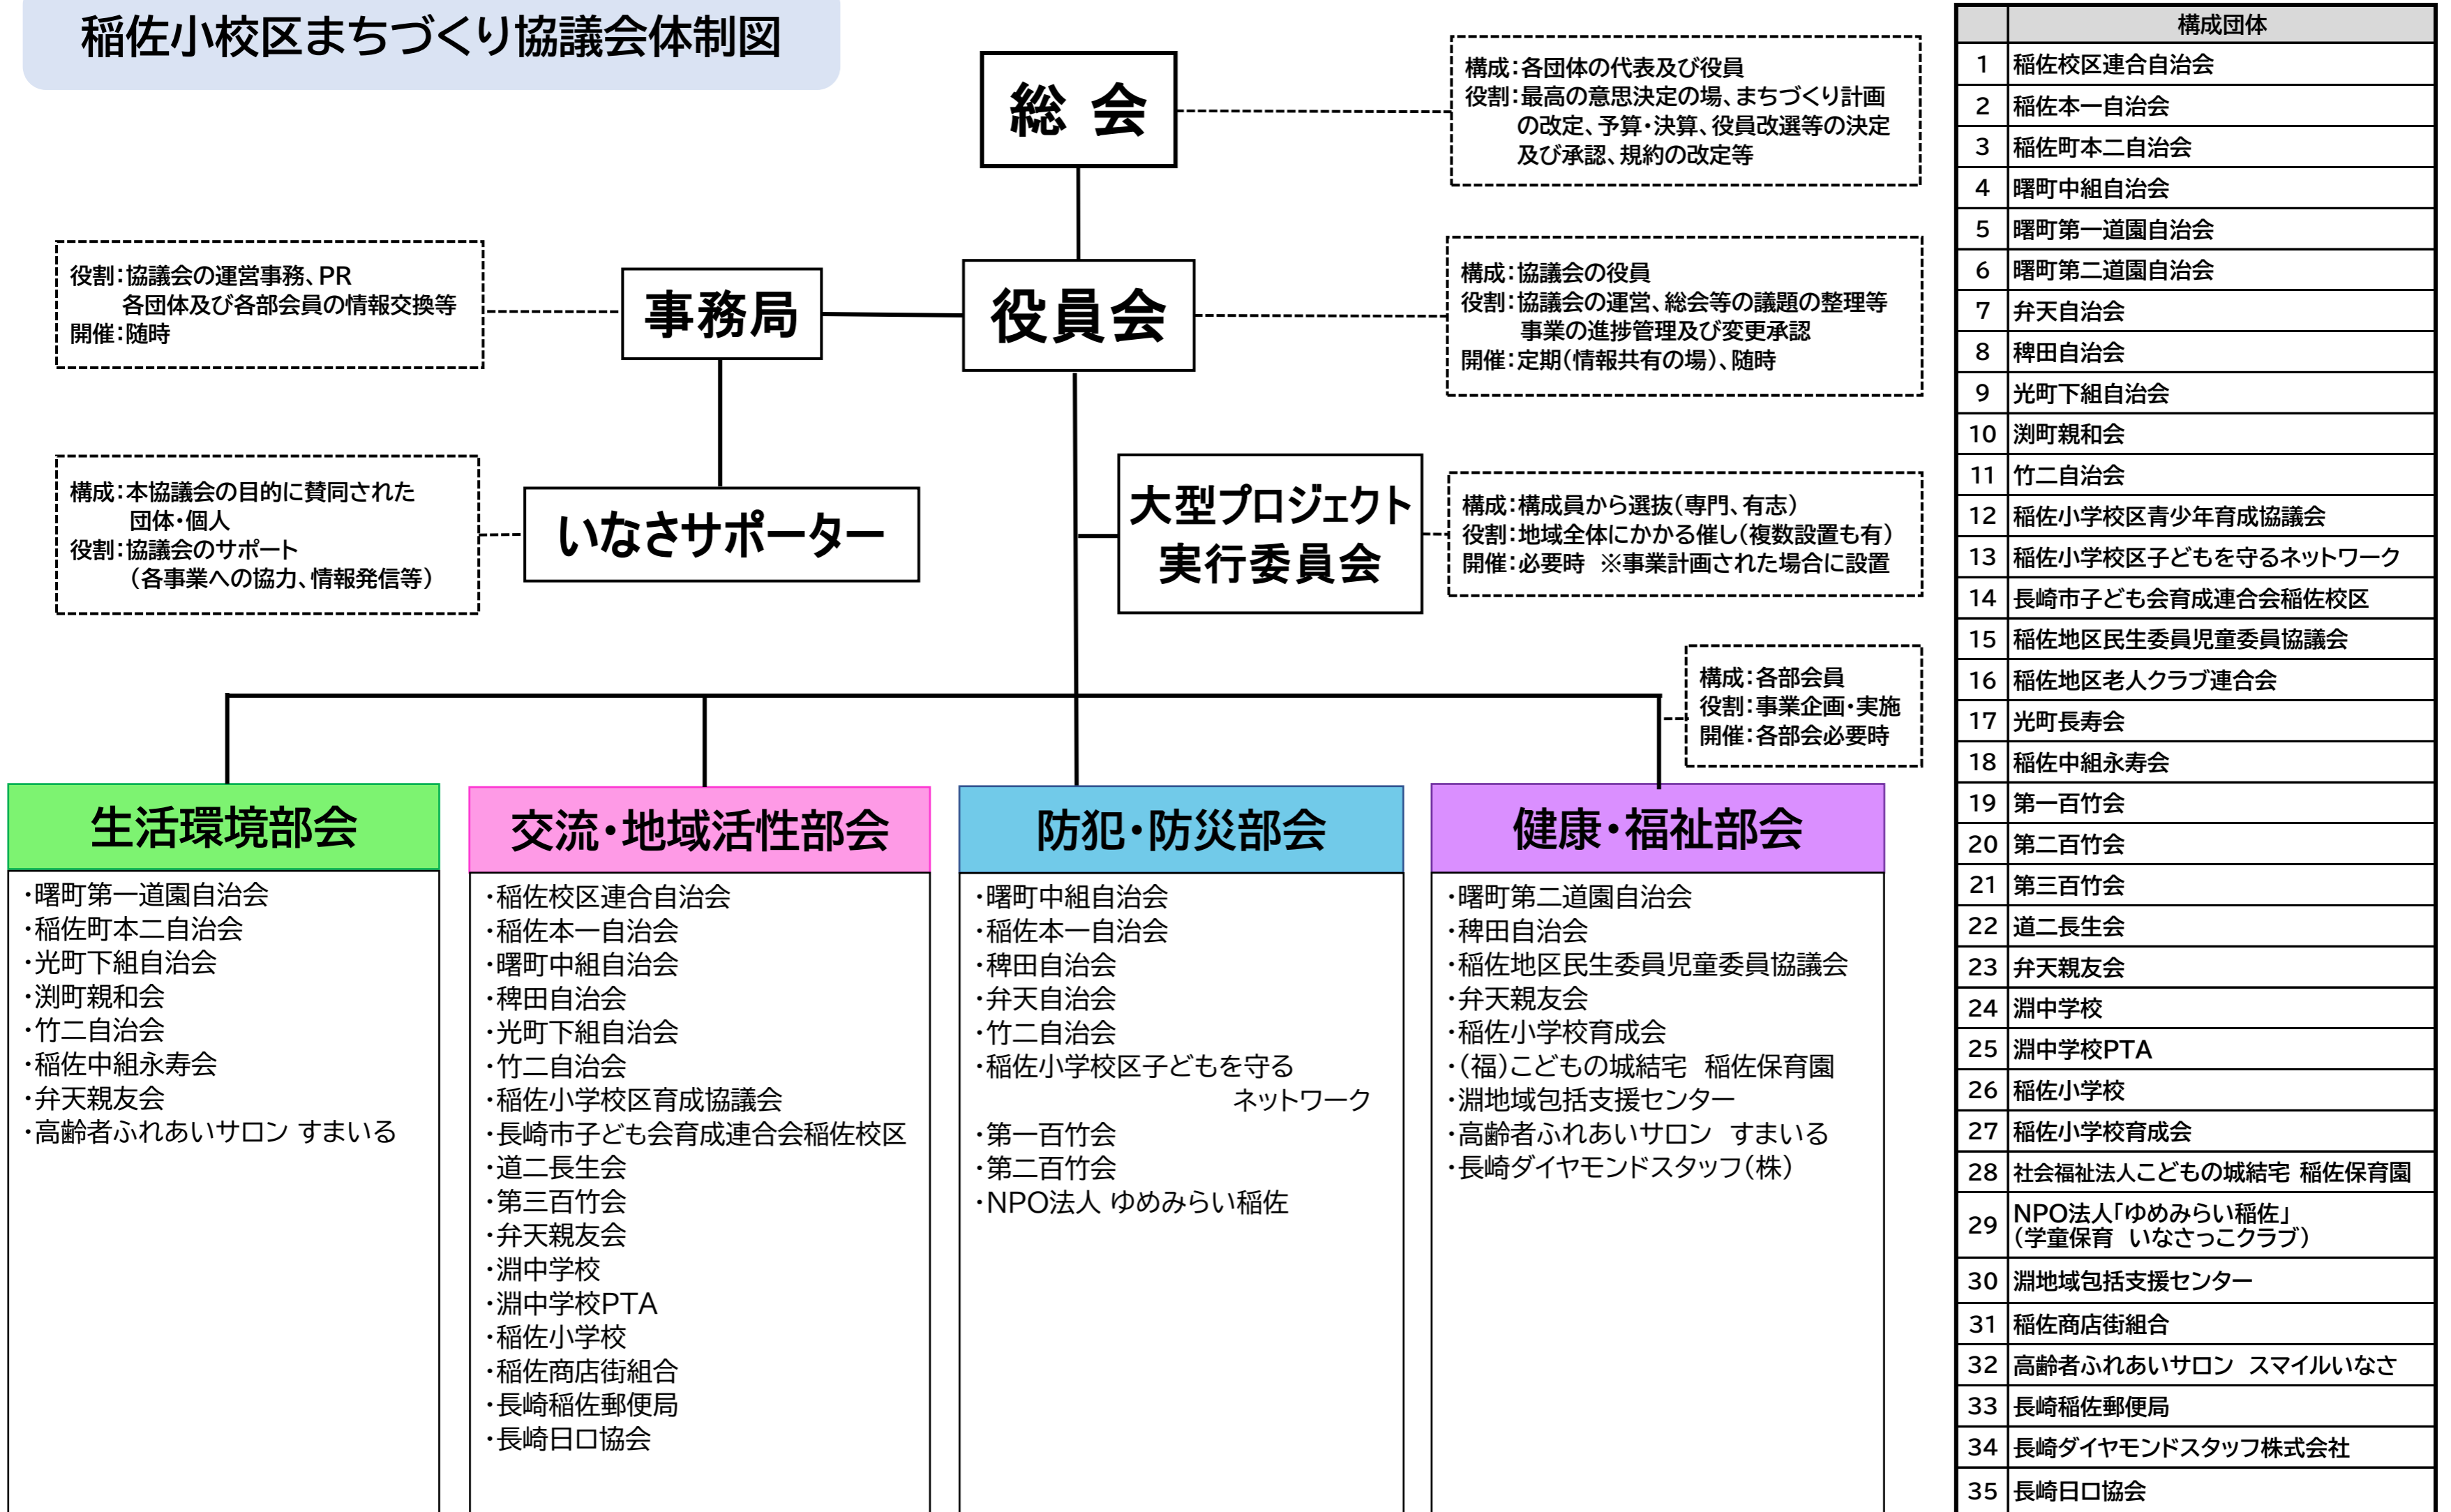 稲佐小校区まちづくり協議会体制図
総 会
構成：各団体の代表及び役員
役割：最高の意思決定の場、まちづくり計画
の改定、予算・決算、役員改選等の決定
及び承認、規約の改定等
役割：協議会の運営事務、PR
各団体及び各部会員の情報交換等
開催：随時
事務局
役員会
構成：協議会の役員
役割：協議会の運営、総会等の議題の整理等
事業の進捗管理及び変更承認
開催：定期（情報共有の場）、随時
構成：本協議会の目的に賛同された
団体・個人
役割：協議会のサポート
（各事業への協力、情報発信等）
いなさサポーター
大型プロジェクト
実行委員会
構成：構成員から選抜（専門、有志）
役割：地域全体にかかる催し（複数設置も有）
開催：必要時 ※事業計画された場合に設置
構成：各部会員
役割：事業企画・実施
開催：各部会必要時
生活環境部会
・曙町第一道園自治会
・稲佐町本二自治会
・光町下組自治会
・渕町親和会
・竹二自治会
・稲佐中組永寿会
・弁天親友会
・高齢者ふれあいサロン すまいる
交流・地域活性部会
・稲佐校区連合自治会
・稲佐本一自治会
・曙町中組自治会
・稗田自治会
・光町下組自治会
・竹二自治会
・稲佐小学校区育成協議会
・長崎市子ども会育成連合会稲佐校区
・道二長生会
・第三百竹会
・弁天親友会
・淵中学校
・淵中学校PTA
・稲佐小学校
・稲佐商店街組合
・長崎稲佐郵便局
・長崎日ロ協会
防犯・防災部会
・曙町中組自治会
・稲佐本一自治会
・稗田自治会
・弁天自治会
・竹二自治会
・稲佐小学校区子どもを守る
ネットワーク
・第一百竹会
・第二百竹会
・NPO法人 ゆめみらい稲佐
健康・福祉部会
・曙町第二道園自治会
・稗田自治会
・稲佐地区民生委員児童委員協議会
・弁天親友会
・稲佐小学校育成会
・（福）こどもの城結宅 稲佐保育園
・淵地域包括支援センター
・高齢者ふれあいサロン すまいる
・長崎ダイヤモンドスタッフ（株）
構成団体
1 稲佐校区連合自治会
2 稲佐本一自治会
3 稲佐町本二自治会
4 曙町中組自治会
5 曙町第一道園自治会
6 曙町第二道園自治会
7 弁天自治会
8 稗田自治会
9 光町下組自治会
10 渕町親和会
11 竹二自治会
12 稲佐小学校区青少年育成協議会
13 稲佐小学校区子どもを守るネットワーク
14 長崎市子ども会育成連合会稲佐校区
15 稲佐地区民生委員児童委員協議会
16 稲佐地区老人クラブ連合会
17 光町長寿会
18 稲佐中組永寿会
19 第一百竹会
20 第二百竹会
21 第三百竹会
22 道二長生会
23 弁天親友会
24 淵中学校
25 淵中学校PTA
26 稲佐小学校
27 稲佐小学校育成会
28 社会福祉法人こどもの城結宅 稲佐保育園
29 NPO法人「ゆめみらい稲佐」
（学童保育 いなさっこクラブ）
30 淵地域包括支援センター
31 稲佐商店街組合
32 高齢者ふれあいサロン スマイルいなさ
33 長崎稲佐郵便局
34 長崎ダイヤモンドスタッフ株式会社
35 長崎日ロ協会